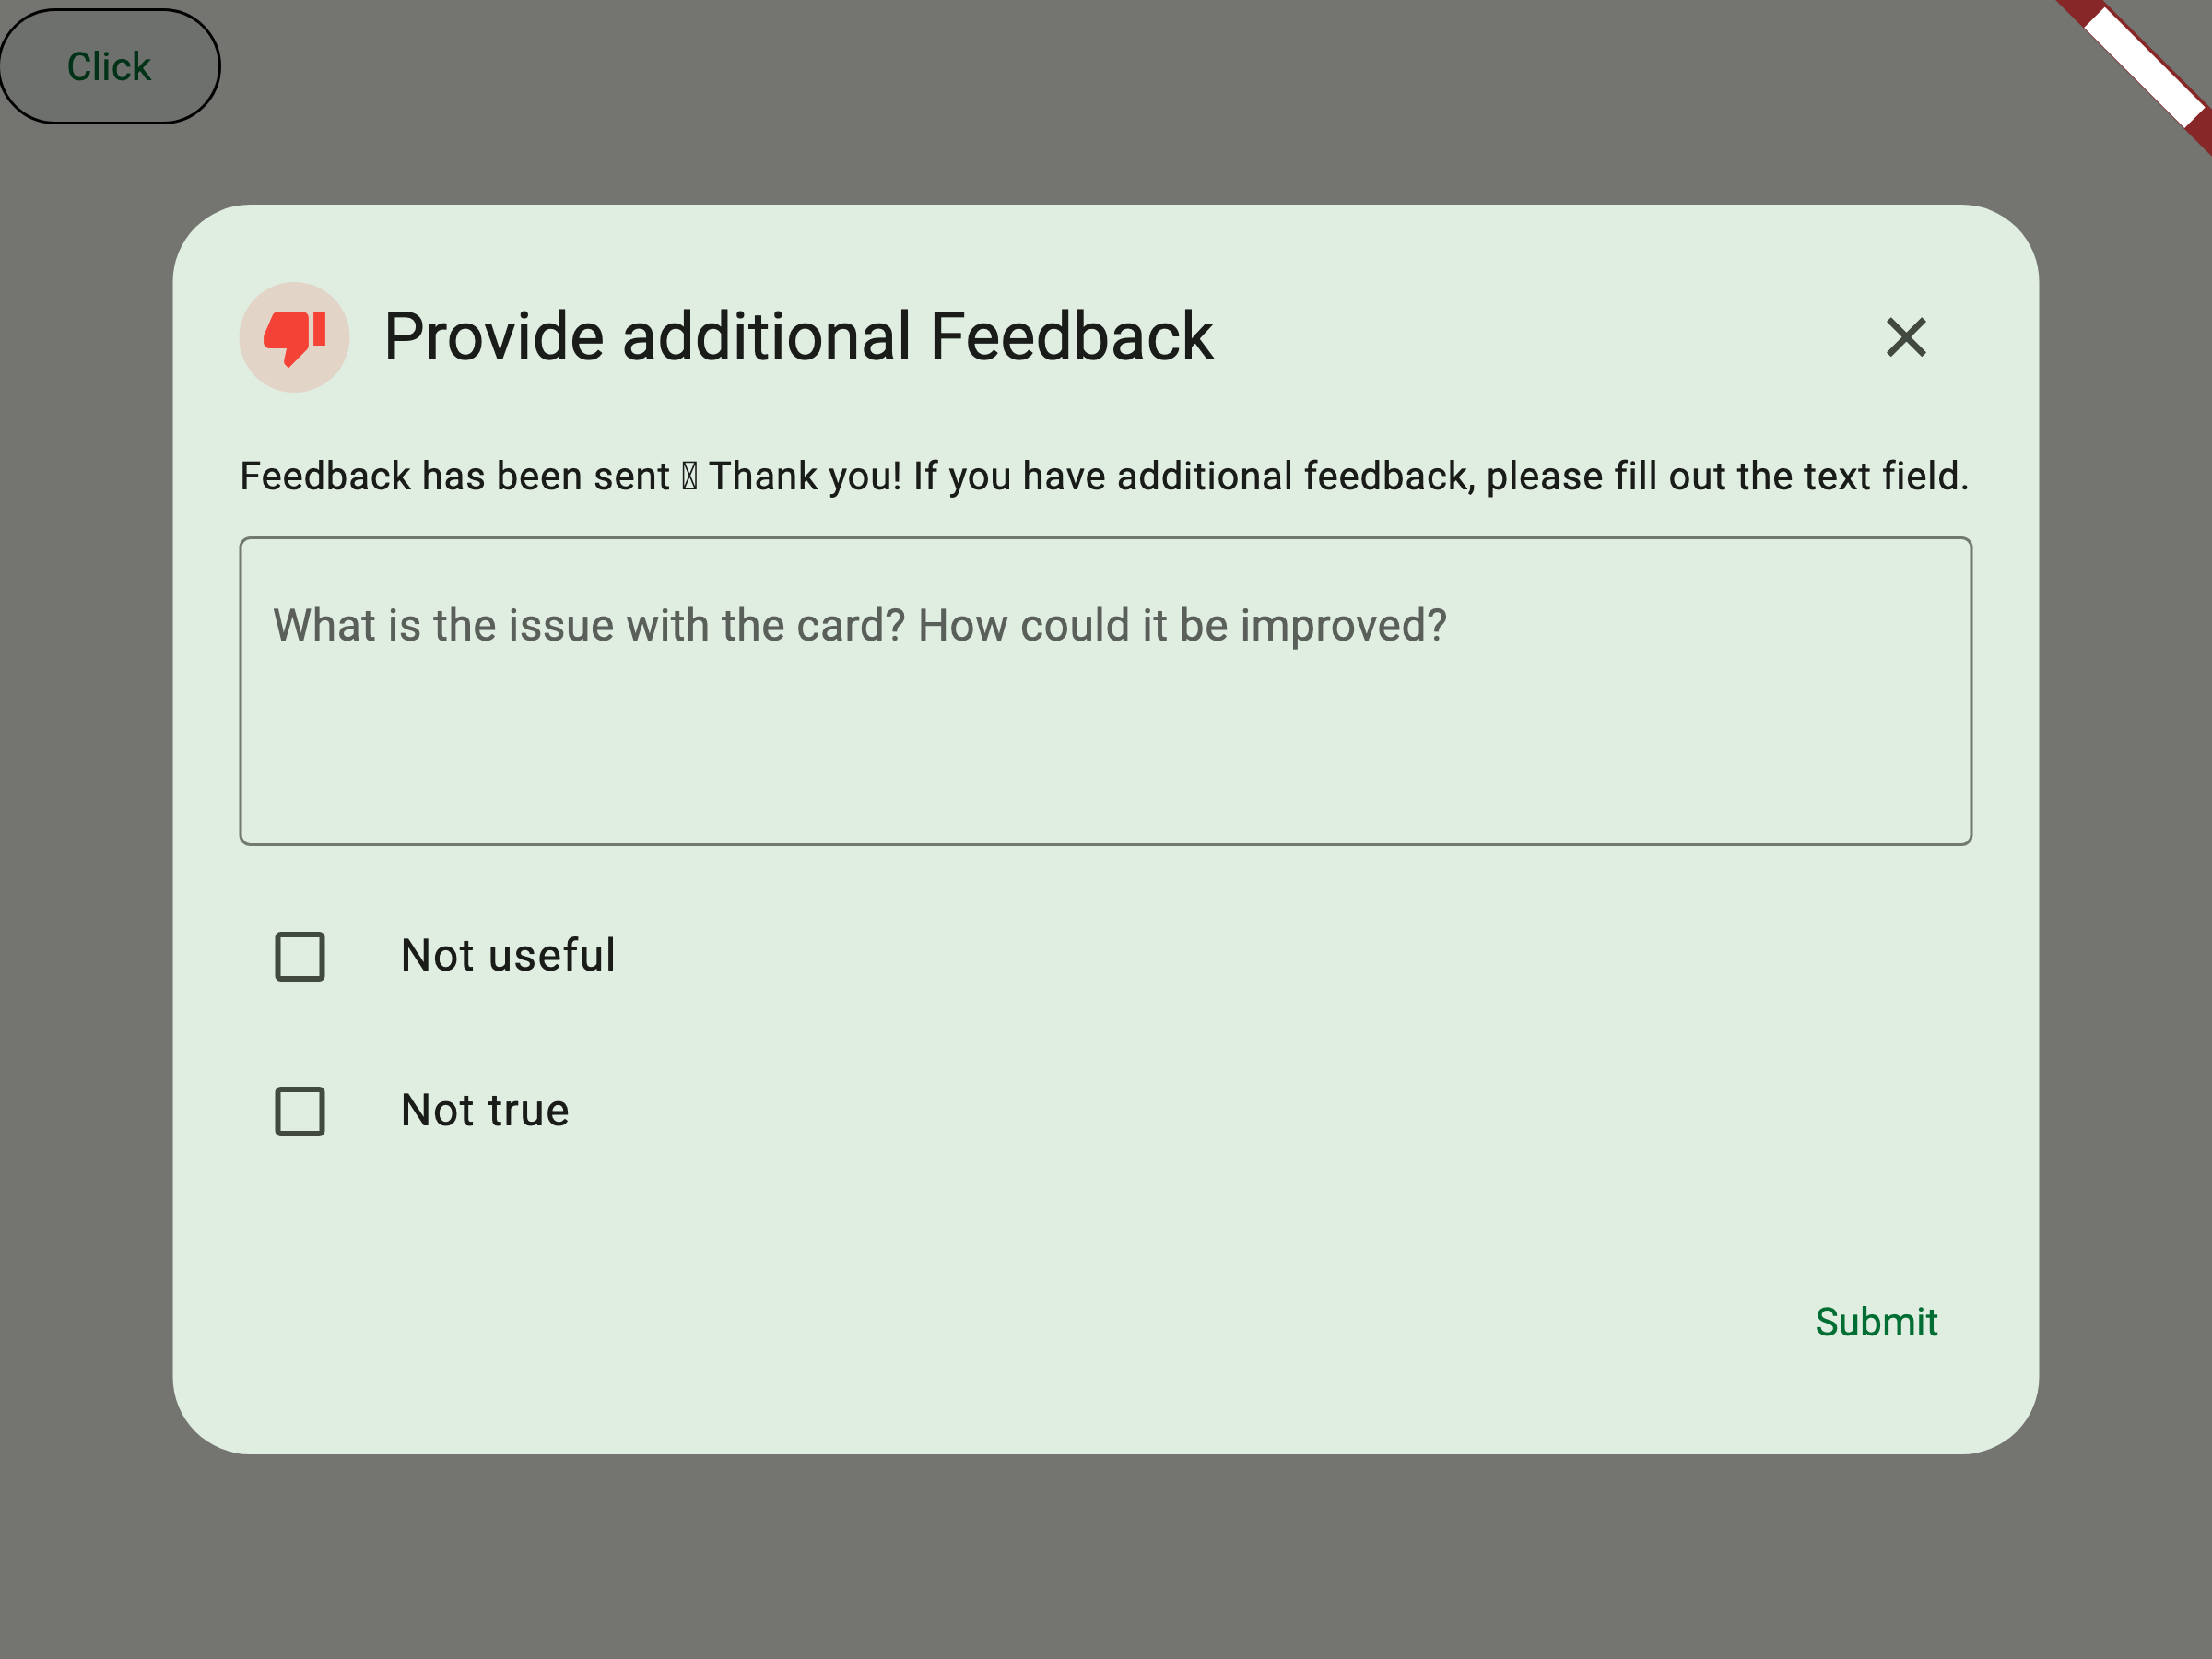 Click
Provide additional Feedback
Feedback has been sent Thank you! If you have additional feedback, please fill out the text field.
What is the issue with the card? How could it be improved?
Not useful
Not true
Submit